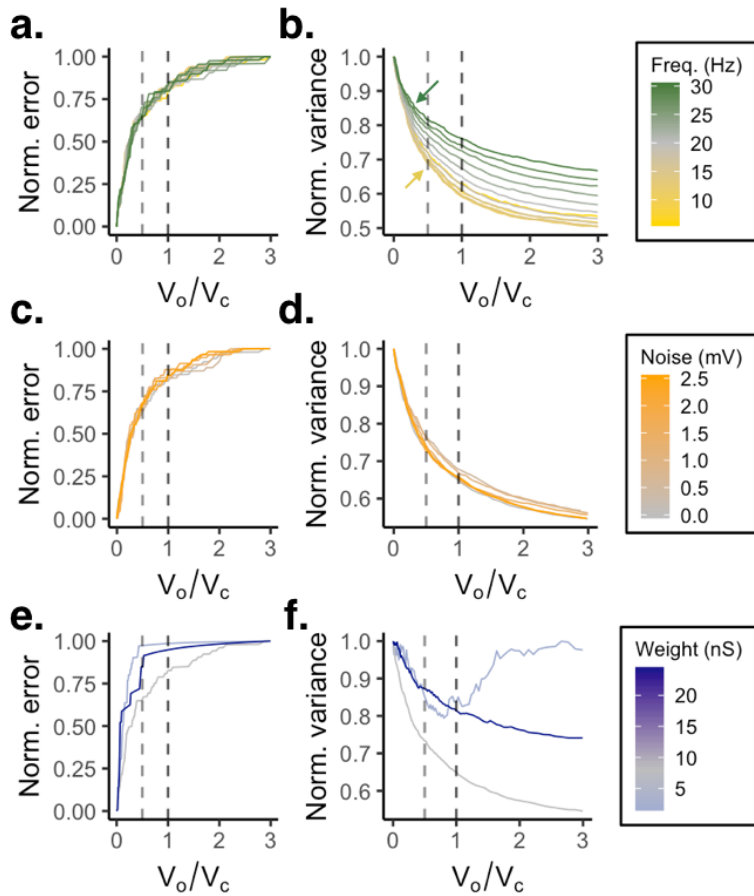 a.
Norm. error
1.00
0.75
0.50
0.25
0.00
0 1 2 3
Vo/Vc
b.
Norm. variance
1.0
0.9
0.8
0.7
0.6
0.5
0 1 2 3
Vo/Vc
Freq. (Hz)
30
25
20
15
10
c.
Norm. error
1.00
0.75
0.50
0.25
0.00
0 1 2 3
Vo/Vc
d.
Norm. variance
1.0
0.9
0.8
0.7
0.6
0 1 2 3
Vo/Vc
Noise (mV)
2.5
2.0
1.5
1.0
0.5
0.0
e.
Norm. error
1.00
0.75
0.50
0.25
0.00
0 1 2 3
Vo/Vc
f.
Norm. variance
1.0
0.9
0.8
0.7
0.6
0 1 2 3
Vo/Vc
Weight (nS)
20
15
10
5